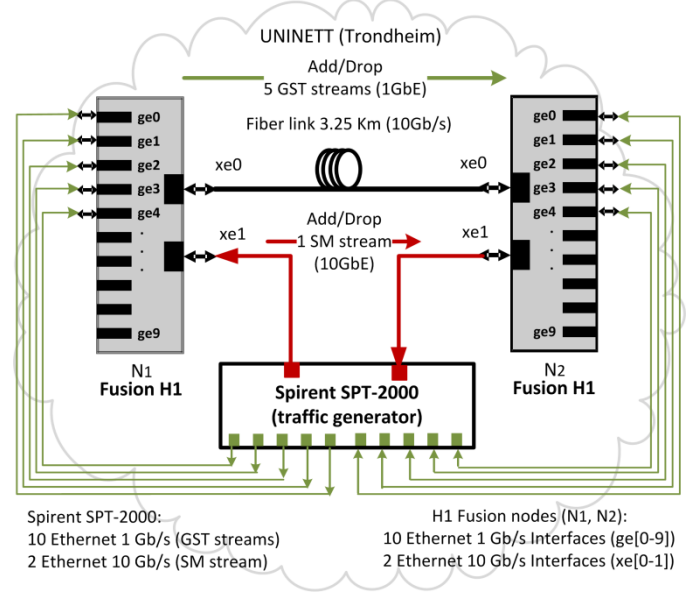 UNINETT (Trondheim)
Add/Drop
5 GST streams (1GbE)
Fiber link 3.25 Km (10Gb/s)
ge0
ge1
ge2
ge3
ge4
ge9
xe0
xe1
N1
Fusion H1
Add/Drop
1 SM stream
(10GbE)
xe0
xe1
ge0
ge1
ge2
ge3
ge4
ge9
N2
Fusion H1
Spirent SPT-2000
(traffic generator)
Spirent SPT-2000:
10 Ethernet 1 Gb/s (GST streams)
2 Ethernet 10 Gb/s (SM stream)
H1 Fusion nodes (N1, N2):
10 Ethernet 1 Gb/s Interfaces (ge[0-9])
2 Ethernet 10 Gb/s Interfaces (xe[0-1])